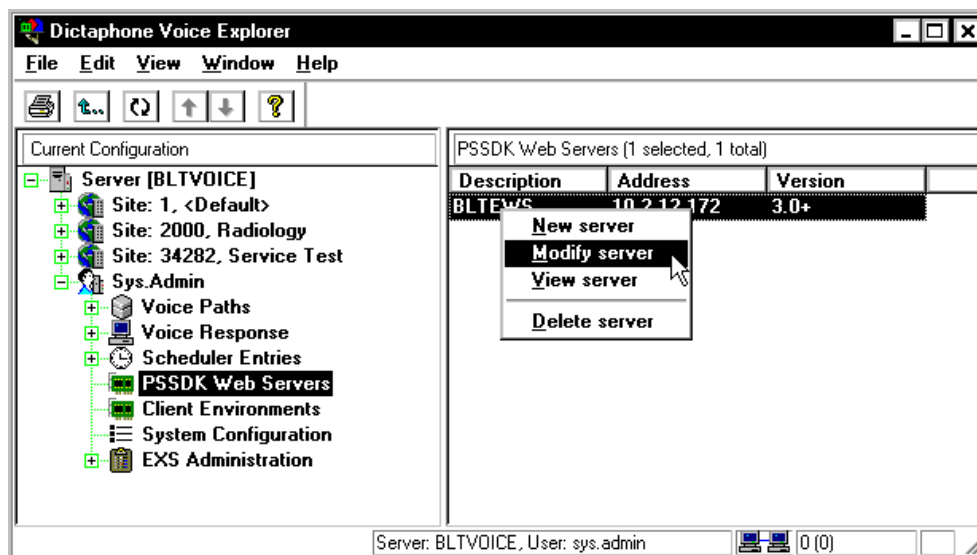 Dictaphone Voice Explorer
File Edit View Window Help
Current Configuration
Server [BLTVOICE]
Site: 1, <Default>
Site: 2000, Radiology
Site: 34282, Service Test
Sys.Admin
Voice Paths
Voice Response
Scheduler Entries
PSSDK Web Servers
Client Environments
System Configuration
EXS Administration
PSSDK Web Servers (1 selected, 1 total)
Description Address Version
BLTEWS 10.2.12.172 3.0+
New server
Modify server
View server
Delete server
Server: BLTVOICE, User: sys.admin 0 (0)